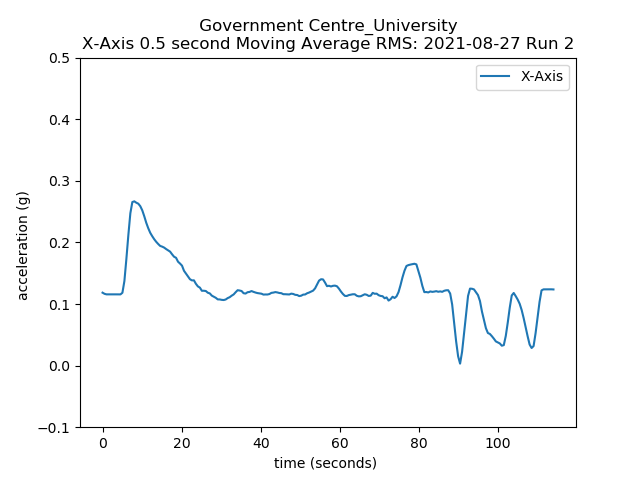 Government Centre_University
X-Axis 0.5 second Moving Average RMS: 2021-08-27 Run 2
X-Axis
0.5
0.4
0.3
0.2
0.1
0.0
−0.1
acceleration (g)
0 20 40 60 80 100
time (seconds)